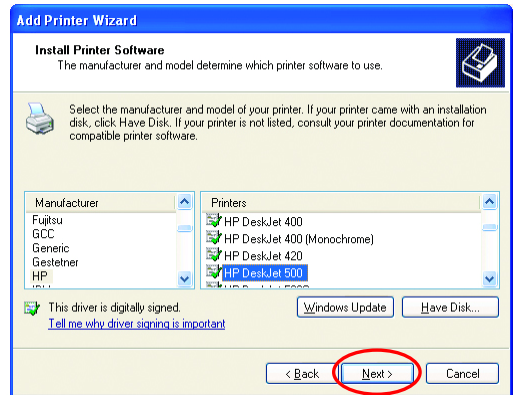 Add Printer Wizard
Install Printer Software
The manufacturer and model determine which printer software to use.
Select the manufacturer and model of your printer. If your printer came with an installation
disk, click Have Disk. If your printer is not listed, consult your printer documentation for
compatible printer software.
Manufacturer
Fujitsu
GCC
Generic
Gestetner
HP
Printers
HP DeskJet 400
HP DeskJet 400 (Monochrome)
HP DeskJet 420
HP DeskJet 500
This driver is digitally signed.
Tell me why driver signing is important
Windows Update
Have Disk...
< Back
Next >
Cancel